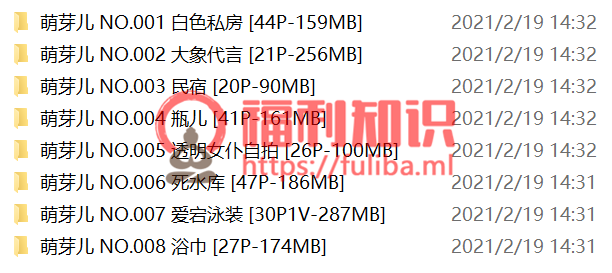 萌芽儿 NO.001 白色私房 [44P-159MB] 2021/2/19 14:32
萌芽儿 NO.002 大象代言 [21P-256MB] 2021/2/19 14:32
萌芽儿 NO.003 民宿 [20P-90MB] 2021/2/19 14:32
萌芽儿 NO.004 瓶儿 [41P-161MB] 2021/2/19 14:32
萌芽儿 NO.005 透明女仆自拍 [26P-100MB] 2021/2/19 14:32
萌芽儿 NO.006 死水库 [47P-186MB] 2021/2/19 14:31
萌芽儿 NO.007 爱宕泳装 [30P1V-287MB] 2021/2/19 14:31
萌芽儿 NO.008 浴巾 [27P-174MB] 2021/2/19 14:31
福利知识
https://fuliba.ml